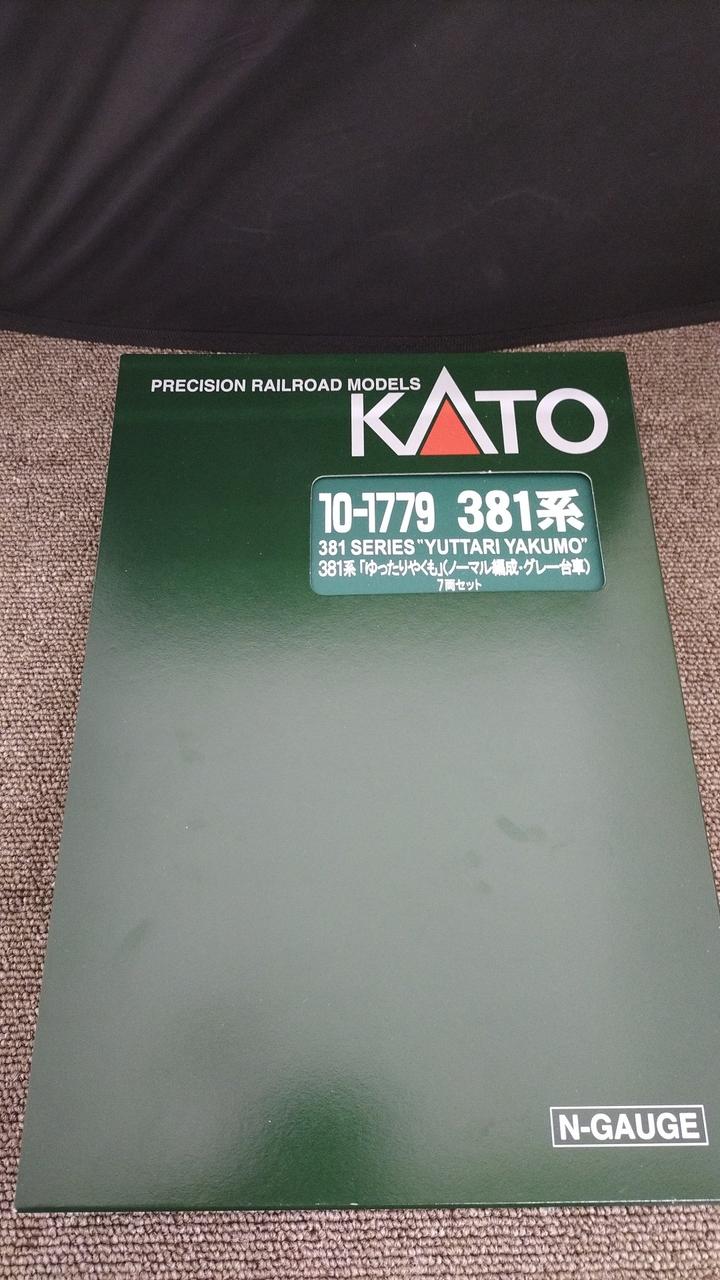 PRECISION RAILROAD MODELS
KATO
10-1779 381系
381 SERIES "YUTTARI YAKUMO"
381系「ゆったりやくも」(ノーマル編成・グレー台車)
7両セット
N-GAUGE